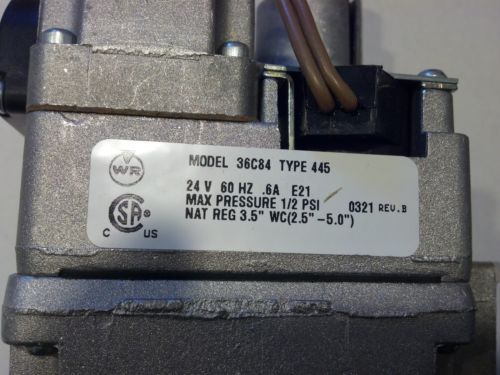 WR
MODEL 36C84 TYPE 445
24 V 60 HZ .6A E21
MAX PRESSURE 1/2 PSI 0321 REV.B
NAT REG 3.5" WC(2.5" -5.0")
CSA
C US